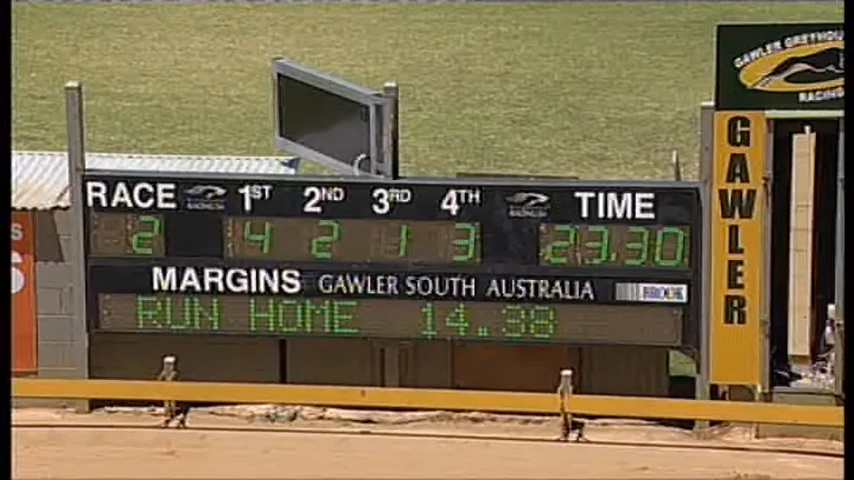 GAWLER GREYHOU
RACING
GAWLER
RACE 1ST 2ND 3RD 4TH TIME
2 4 2 1 3 23.30
MARGINS GAWLER SOUTH AUSTRALIA
RUN HOME 14.38
S
S